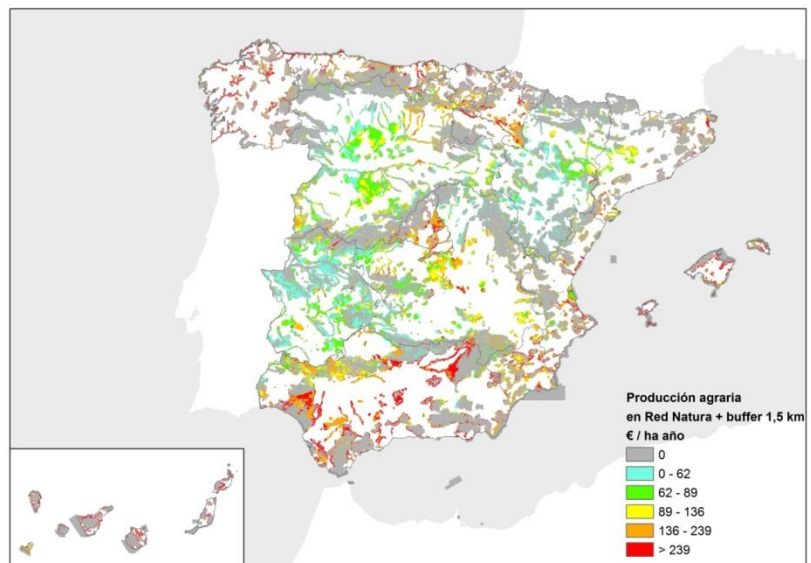 Producción agraria
en Red Natura + buffer 1,5 km
€ / ha año
0
0 - 62
62 - 89
89 - 136
136 - 239
> 239